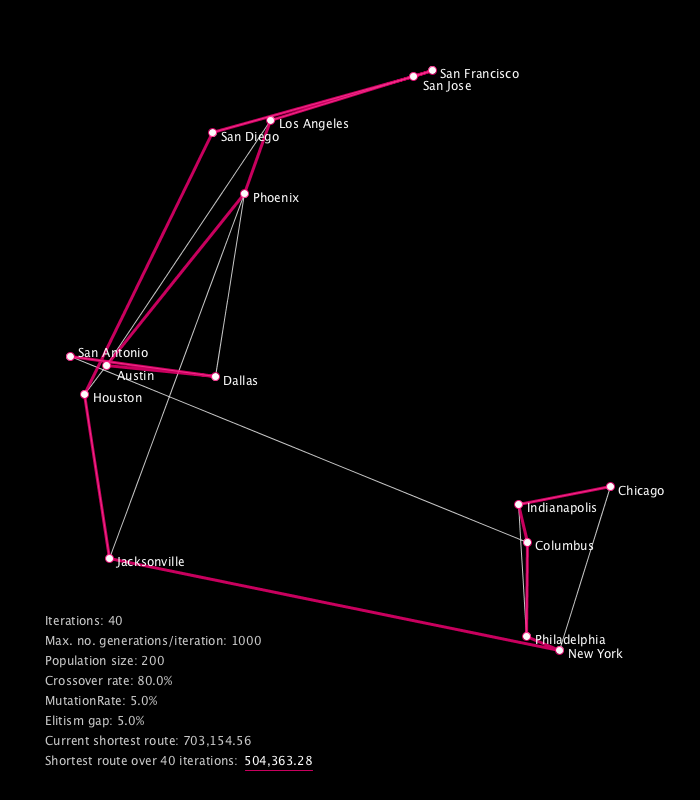 San Francisco
San Jose
Los Angeles
San Diego
Phoenix
San Antonio
Austin
Dallas
Houston
Chicago
Indianapolis
Columbus
Jacksonville
Philadelphia
New York
Iterations: 40
Max. no. generations/iteration: 1000
Population size: 200
Crossover rate: 80.0%
MutationRate: 5.0%
Elitism gap: 5.0%
Current shortest route: 703,154.56
Shortest route over 40 iterations: 504,363.28